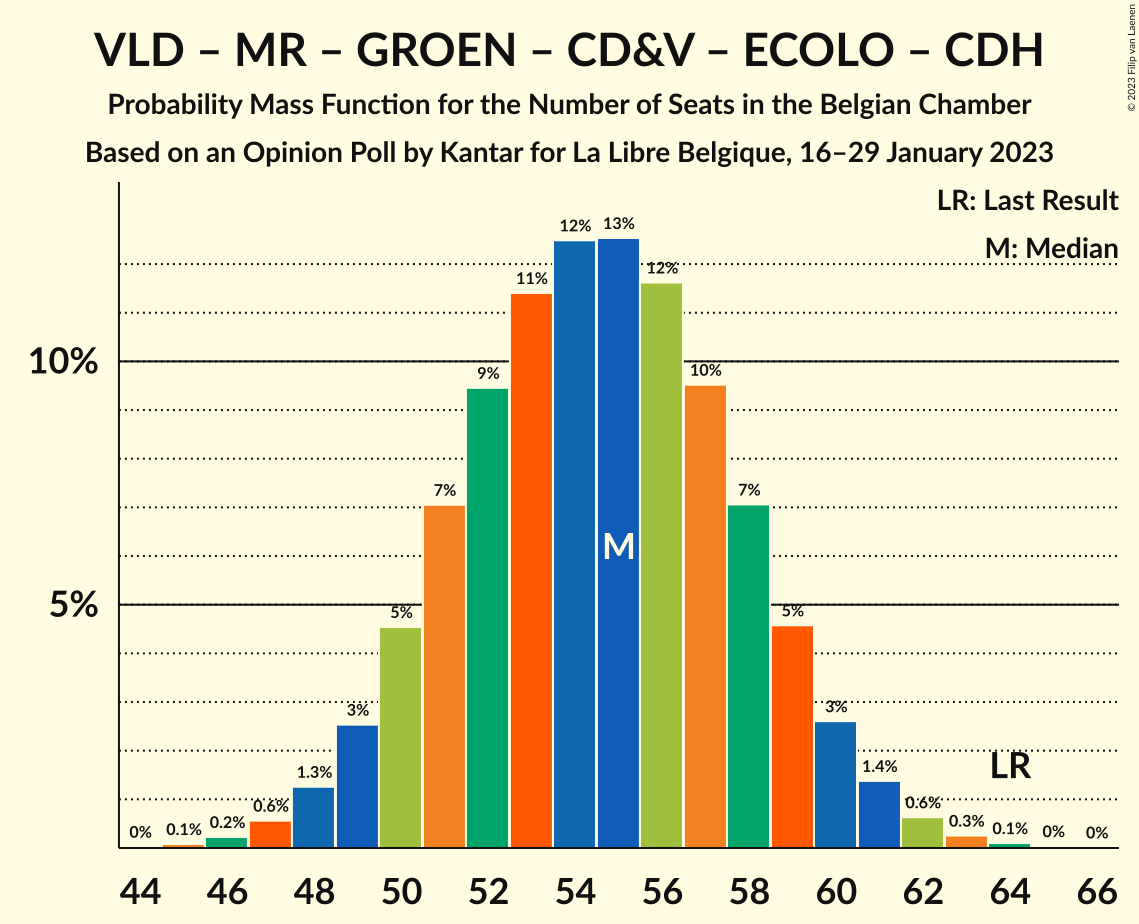 VLD – MR – GROEN – CD&V – ECOLO – CDH
Probability Mass Function for the Number of Seats in the Belgian Chamber
Based on an Opinion Poll by Kantar for La Libre Belgique, 16–29 January 2023
© 2023 Filip van Laenen
LR: Last Result
M: Median
10%
5%
0% 0.1% 0.2% 0.6% 1.3% 3% 5% 7% 9% 11% 12% 13% 12% 10% 7% 5% 3% 1.4% 0.6% 0.3% 0.1% 0% 0%
M
LR
44 46 48 50 52 54 56 58 60 62 64 66